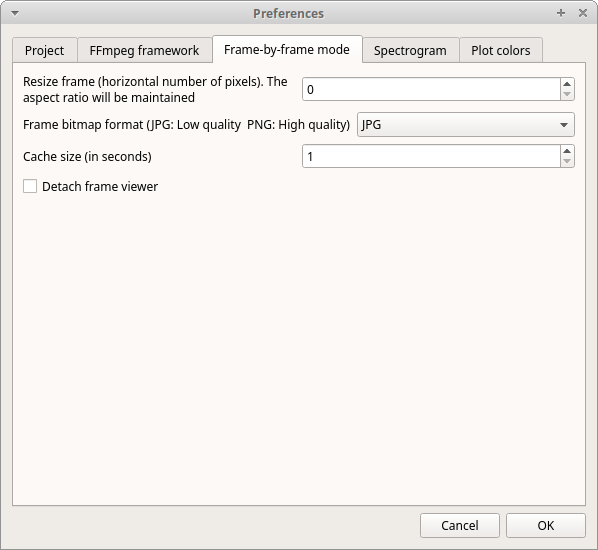 Preferences
Project
FFmpeg framework
Frame-by-frame mode
Spectrogram
Plot colors
Resize frame (horizontal number of pixels). The
aspect ratio will be maintained
0
Frame bitmap format (JPG: Low quality  PNG: High quality)
JPG
Cache size (in seconds)
1
Detach frame viewer
Cancel
OK